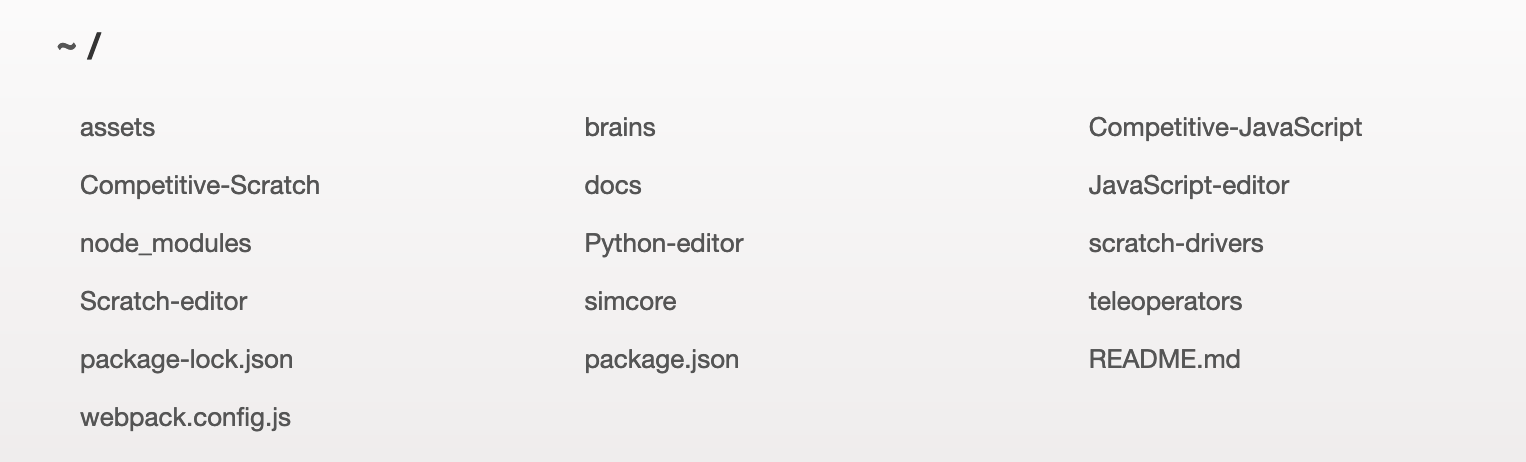 ~ /
assets brains Competitive-JavaScript
Competitive-Scratch docs JavaScript-editor
node_modules Python-editor scratch-drivers
Scratch-editor simcore teleoperators
package-lock.json package.json README.md
webpack.config.js